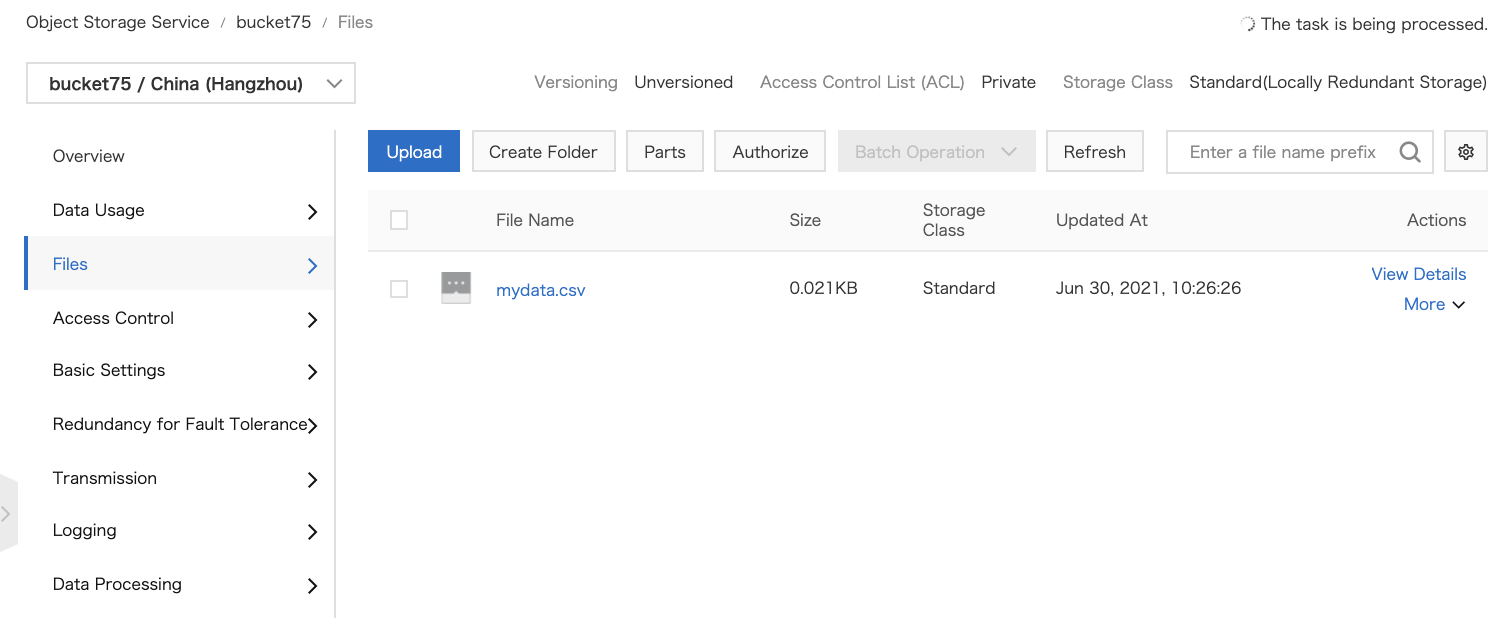 Object Storage Service / bucket75 / Files
The task is being processed.
bucket75 / China (Hangzhou)
Versioning Unversioned Access Control List (ACL) Private Storage Class Standard(Locally Redundant Storage)
Overview
Data Usage
Files
Access Control
Basic Settings
Redundancy for Fault Tolerance
Transmission
Logging
Data Processing
Upload Create Folder Parts Authorize Batch Operation Refresh Enter a file name prefix
File Name Size Storage Class Updated At Actions
mydata.csv 0.021KB Standard Jun 30, 2021, 10:26:26 View Details
More